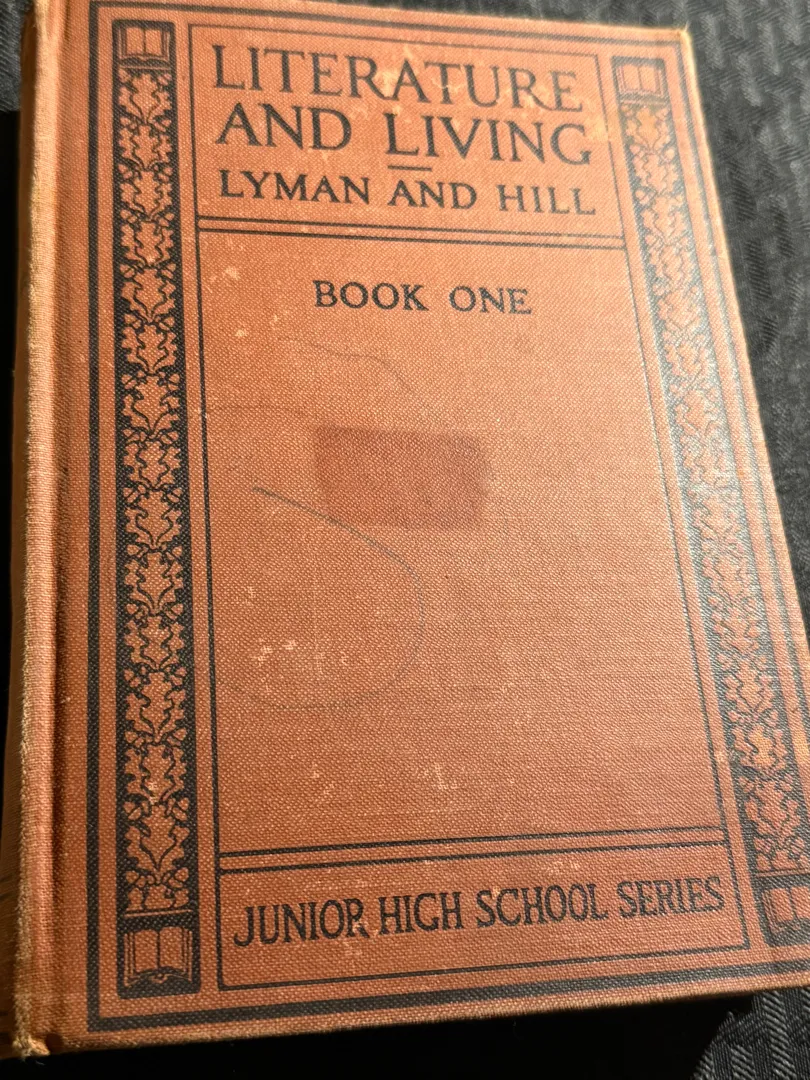 LITERATURE
AND LIVING
LYMAN AND HILL
BOOK ONE
JUNIOR HIGH SCHOOL SERIES